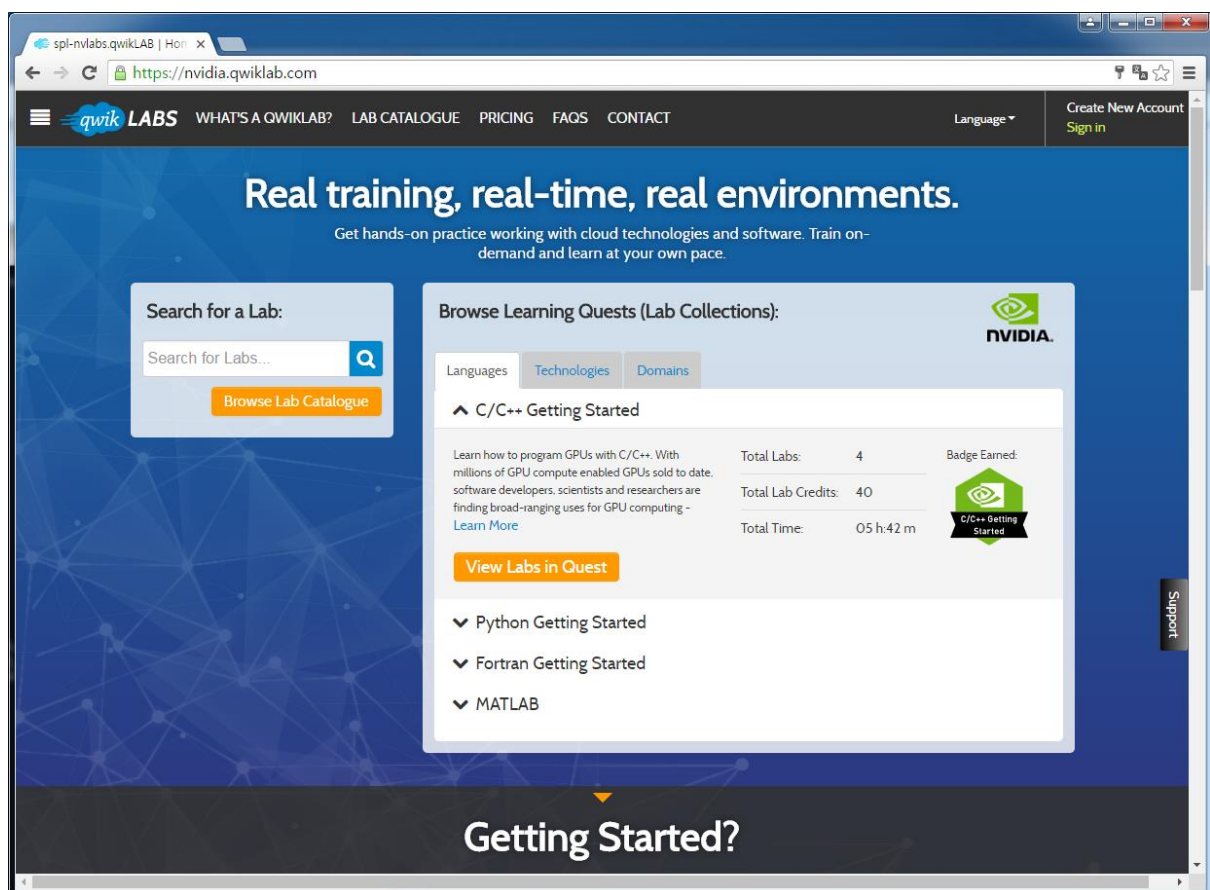 spl-nvlabs.qwikLAB | Hon
https://nvidia.qwiklab.com
qwik LABS WHAT'S A QWIKLAB? LAB CATALOGUE PRICING FAQS CONTACT Language Create New Account
Sign in
Real training, real-time, real environments.
Get hands-on practice working with cloud technologies and software. Train on-
demand and learn at your own pace.
Search for a Lab:
Search for Labs...
Browse Lab Catalogue
Browse Learning Quests (Lab Collections):
NVIDIA.
Languages Technologies Domains
C/C++ Getting Started
Learn how to program GPUs with C/C++. With
millions of GPU compute enabled GPUs sold to date,
software developers, scientists and researchers are
finding broad-ranging uses for GPU computing -
Learn More
View Labs in Quest
Total Labs: 4
Total Lab Credits: 40
Total Time: 05 h:42 m
Badge Earned:
C/C++ Getting
Started
Python Getting Started
Fortran Getting Started
MATLAB
Support
Getting Started?